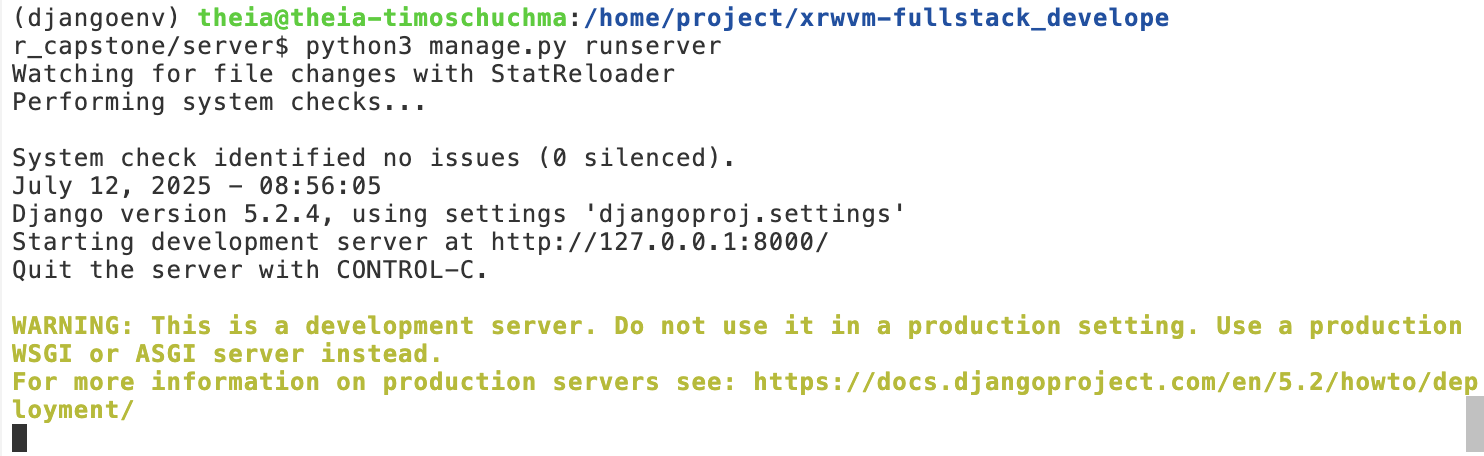 (djangoenv) theia@theia-timoschuchma:/home/project/xrwvm-fullstack_develope
r_capstone/server$ python3 manage.py runserver
Watching for file changes with StatReloader
Performing system checks...
System check identified no issues (0 silenced).
July 12, 2025 - 08:56:05
Django version 5.2.4, using settings 'djangoproj.settings'
Starting development server at http://127.0.0.1:8000/
Quit the server with CONTROL-C.
WARNING: This is a development server. Do not use it in a production setting. Use a production
WSGI or ASGI server instead.
For more information on production servers see: https://docs.djangoproject.com/en/5.2/howto/dep
loyment/